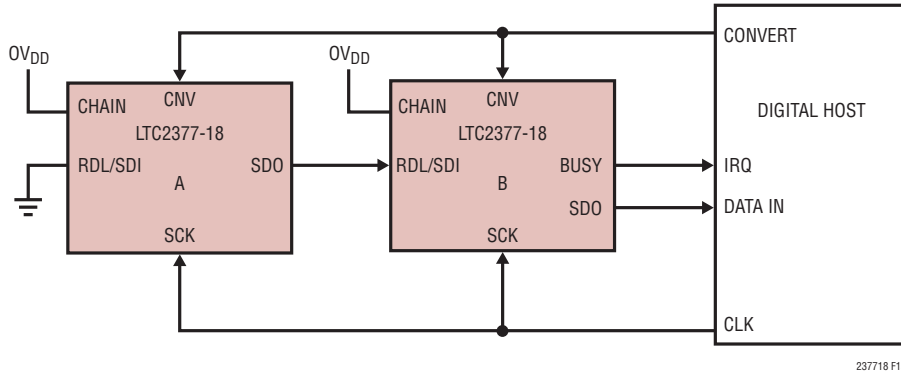 CONVERT
OVDD
OVDD
CHAIN
CNV
CHAIN
CNV
LTC2377-18
LTC2377-18
DIGITAL HOST
RDL/SDI
SDO
RDL/SDI
BUSY
IRQ
A
B
SDO
DATA IN
SCK
SCK
CLK
237718 F1